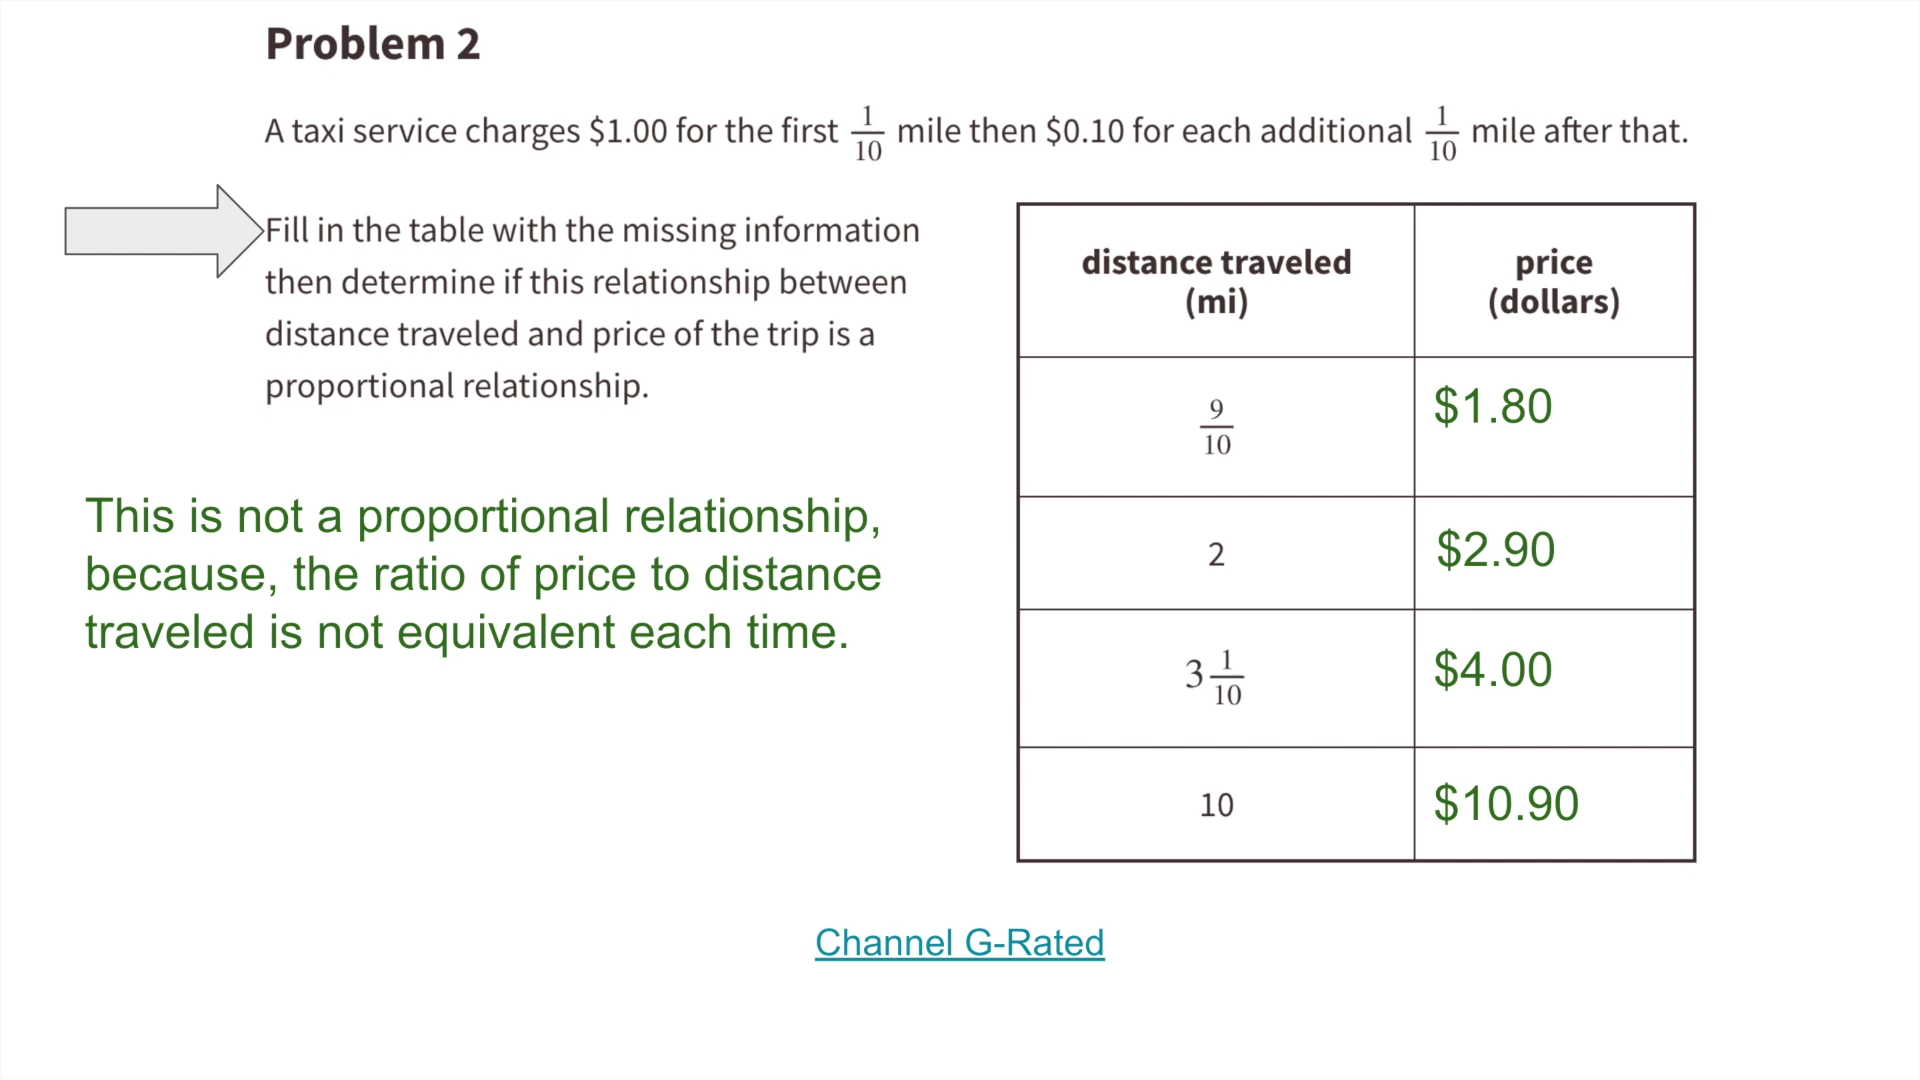 Problem 2
A taxi service charges $1.00 for the first 1/10 mile then $0.10 for each additional 1/10 mile after that.
Fill in the table with the missing information
then determine if this relationship between
distance traveled and price of the trip is a
proportional relationship.
This is not a proportional relationship,
because, the ratio of price to distance
traveled is not equivalent each time.
distance traveled (mi) price (dollars)
9/10 $1.80
2 $2.90
3 1/10 $4.00
10 $10.90
Channel G-Rated